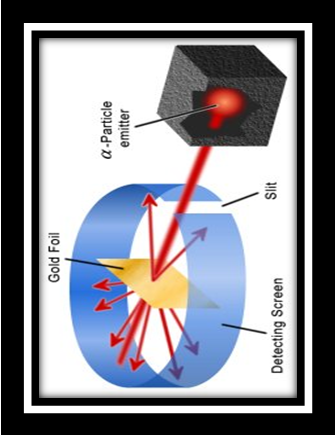 α-Particle
emitter
Gold Foil
Slit
Detecting Screen